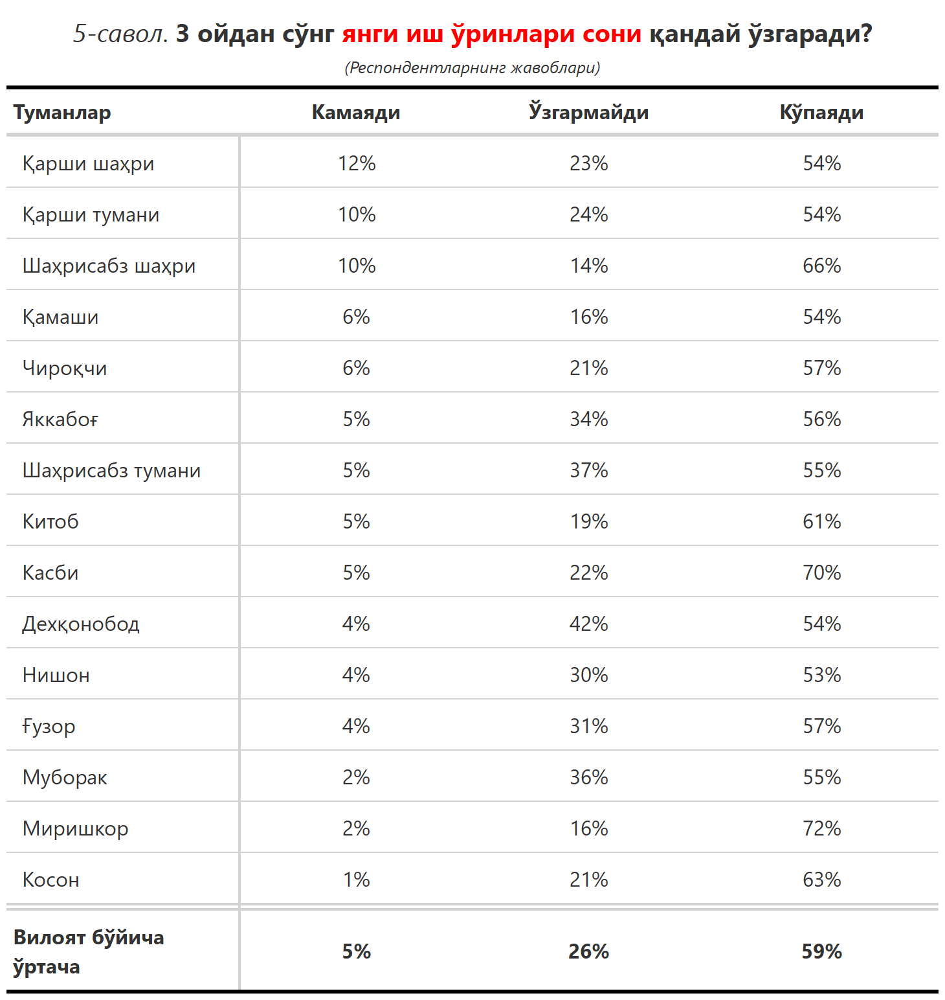 5-савол. 3 ойдан сўнг янги иш ўринлари сони қандай ўзгаради?
(Респондентларнинг жавоблари)
Туманлар Камаяди Ўзгармайди Кўпаяди
Қарши шаҳри 12% 23% 54%
Қарши тумани 10% 24% 54%
Шаҳрисабз шаҳри 10% 14% 66%
Қамаши 6% 16% 54%
Чироқчи 6% 21% 57%
Яккабоғ 5% 34% 56%
Шаҳрисабз тумани 5% 37% 55%
Китоб 5% 19% 61%
Касби 5% 22% 70%
Дехқонобод 4% 42% 54%
Нишон 4% 30% 53%
Ғузор 4% 31% 57%
Муборак 2% 36% 55%
Миришкор 2% 16% 72%
Косон 1% 21% 63%
Вилоят бўйича
ўртача 5% 26% 59%